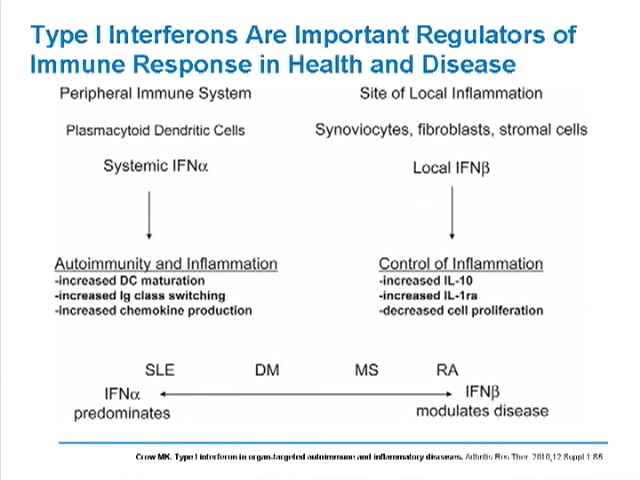 Type I Interferons Are Important Regulators of
Immune Response in Health and Disease
Peripheral Immune System
Plasmacytoid Dendritic Cells
Systemic IFNα
Autoimmunity and Inflammation
-increased DC maturation
-increased Ig class switching
-increased chemokine production
Site of Local Inflammation
Synoviocytes, fibroblasts, stromal cells
Local IFNβ
Control of Inflammation
-increased IL-10
-increased IL-1ra
-decreased cell proliferation
SLE DM MS RA
IFNα IFNβ
predominates modulates disease
Crow MK. Type I interferon in organ-targeted autoimmune and inflammatory diseases. Arthritis Res Ther. 2010;12 Suppl 1:S5